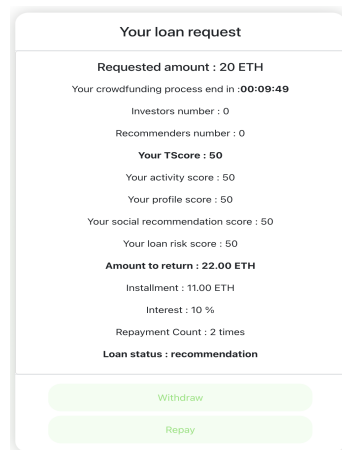 Your loan request
Requested amount : 20 ETH
Your crowdfunding process end in :00:09:49
Investors number : 0
Recommenders number : 0
Your TScore : 50
Your activity score : 50
Your profile score : 50
Your social recommendation score : 50
Your loan risk score : 50
Amount to return : 22.00 ETH
Installment : 11.00 ETH
Interest : 10 %
Repayment Count : 2 times
Loan status : recommendation
Withdraw
Repay